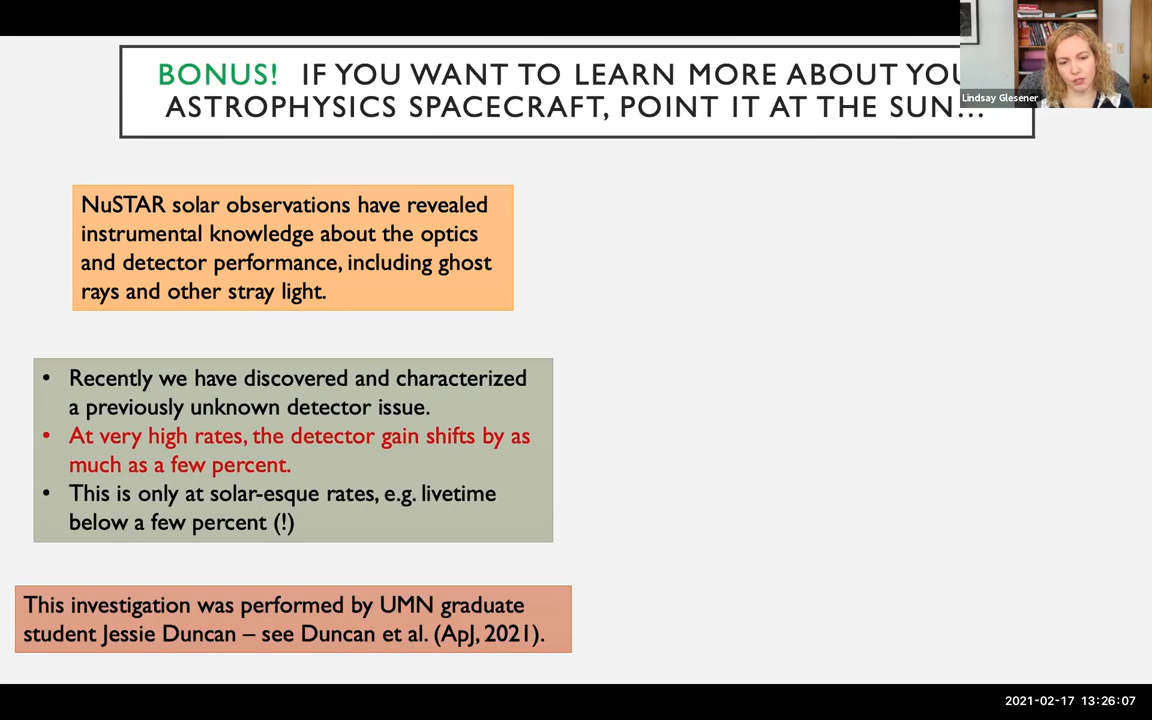 BONUS! IF YOU WANT TO LEARN MORE ABOUT
ASTROPHYSICS SPACECRAFT, POINT IT AT THE SUN...
Lindsay Glesener
NuSTAR solar observations have revealed
instrumental knowledge about the optics
and detector performance, including ghost
rays and other stray light.
• Recently we have discovered and characterized
a previously unknown detector issue.
• At very high rates, the detector gain shifts by as
much as a few percent.
• This is only at solar-esque rates, e.g. livetime
below a few percent (!)
This investigation was performed by UMN graduate
student Jessie Duncan – see Duncan et al. (ApJ, 2021).
2021-02-17 13:26:07